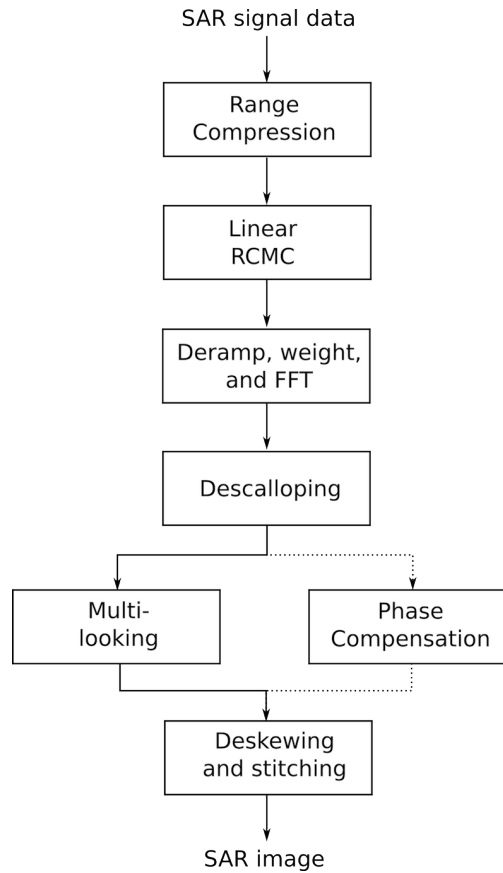 SAR signal data
Range
Compression
Linear
RCMC
Deramp, weight,
and FFT
Descalloping
Multi-
looking
Phase
Compensation
Deskewing
and stitching
SAR image